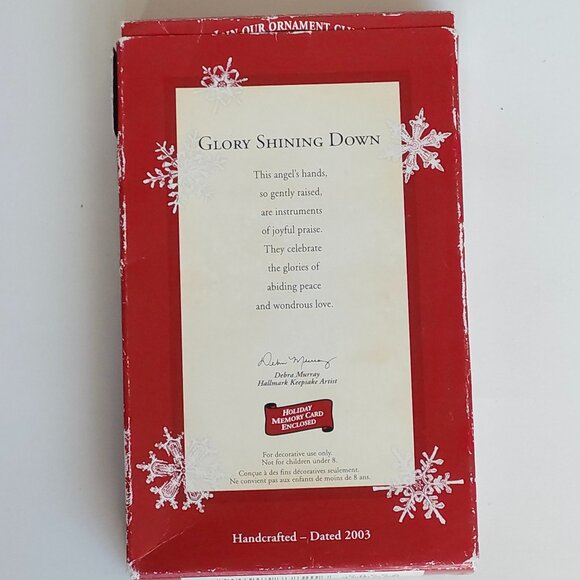 IN OUR ORNAMENT
GLORY SHINING DOWN
This angel's hands,
so gently raised,
are instruments
of joyful praise.
They celebrate
the glories of
abiding peace
and wondrous love.
Debra Murray
Debra Murray
Hallmark Keepsake Artist
HOLIDAY
MEMORY CARD
ENCLOSED
For decorative use only.
Not for children under 8.
Conçue à des fins décoratives seulement.
Ne convient pas aux enfants de moins de 8 ans.
Handcrafted – Dated 2003